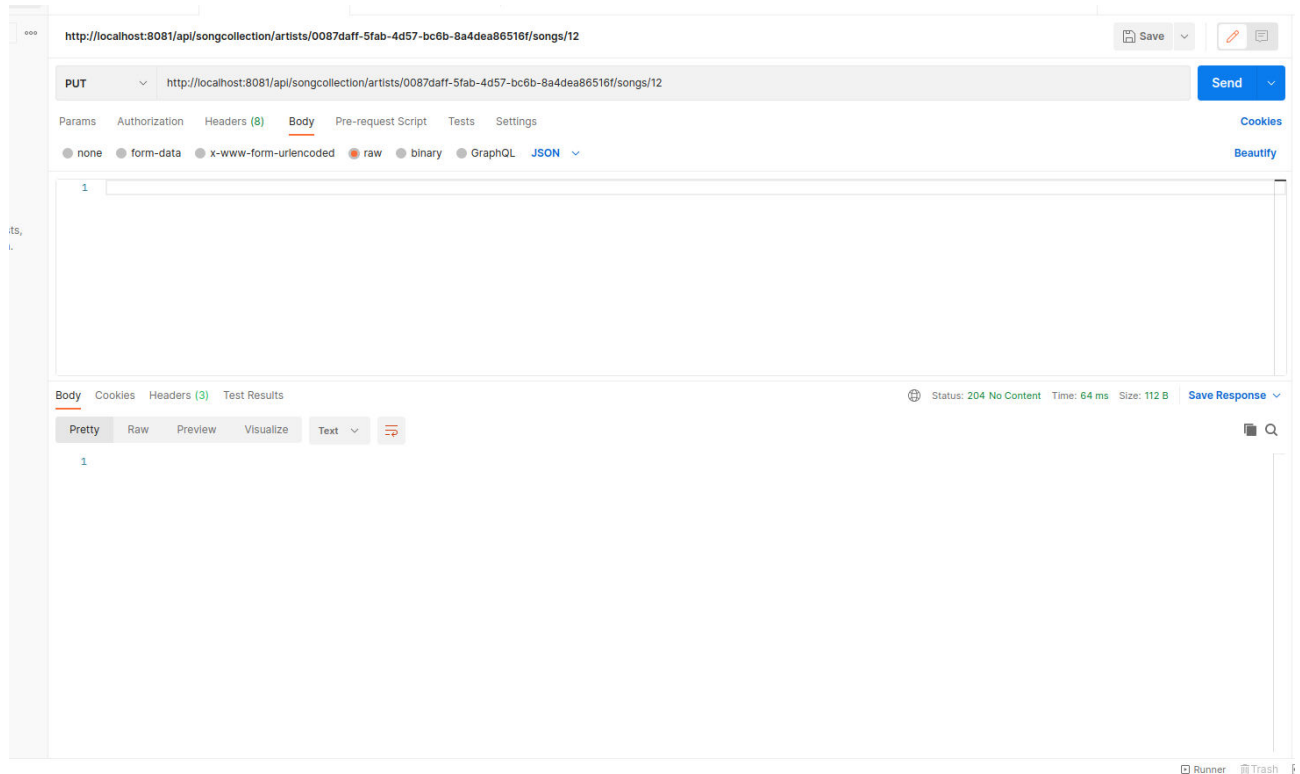 http://localhost:8081/api/songcollection/artists/0087daff-5fab-4d57-bc6b-8a4dea86516f/songs/12 Save
PUT http://localhost:8081/api/songcollection/artists/0087daff-5fab-4d57-bc6b-8a4dea86516f/songs/12 Send
Params Authorization Headers (8) Body Pre-request Script Tests Settings Cookies
none form-data x-www-form-urlencoded raw binary GraphQL JSON Beautify
1
Body Cookies Headers (3) Test Results Status: 204 No Content Time: 64 ms Size: 112 B Save Response
Pretty Raw Preview Visualize Text
1
Runner Trash